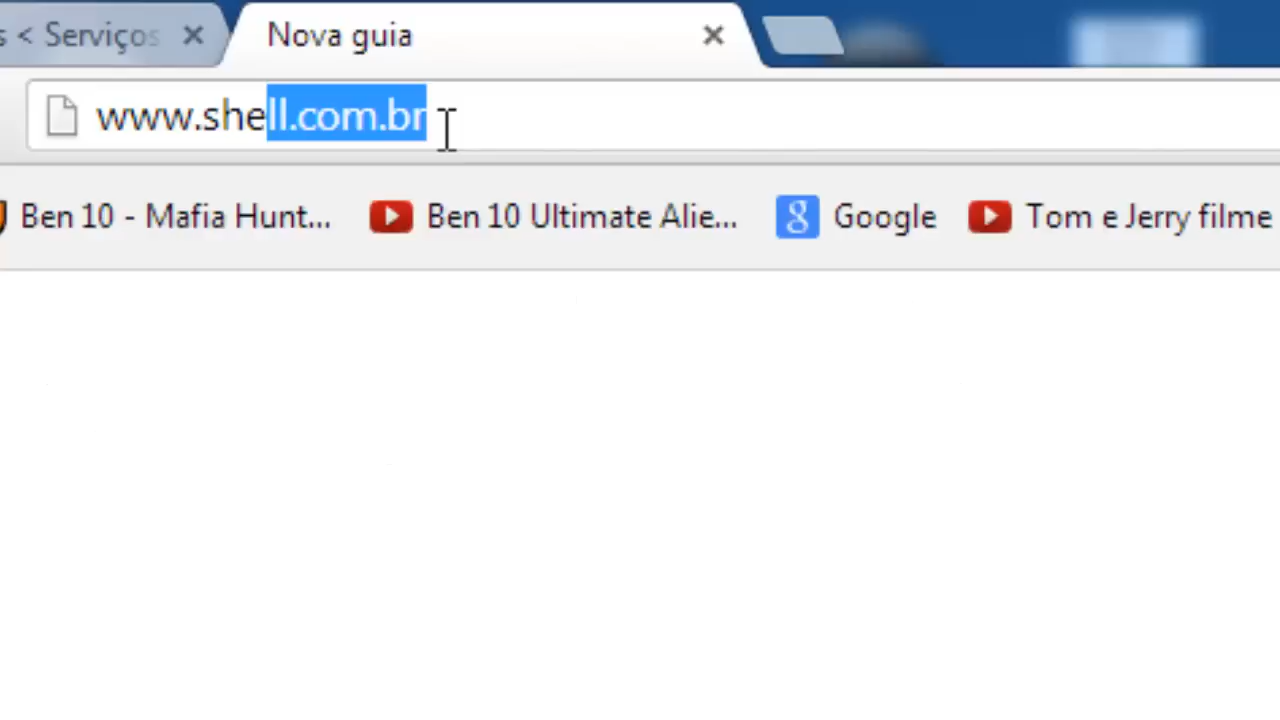 s < Serviços
Nova guia
www.shell.com.br
Ben 10 - Mafia Hunt... Ben 10 Ultimate Alie... Google Tom e Jerry filme